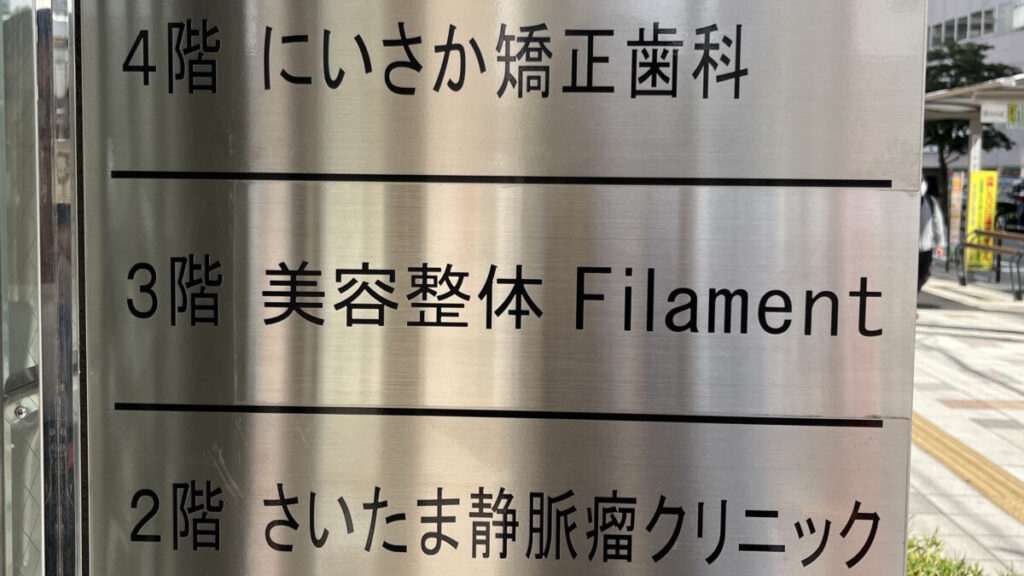 4階 にいさか矯正歯科
3階 美容整体 Filament
2階 さいたま静脈瘤クリニック